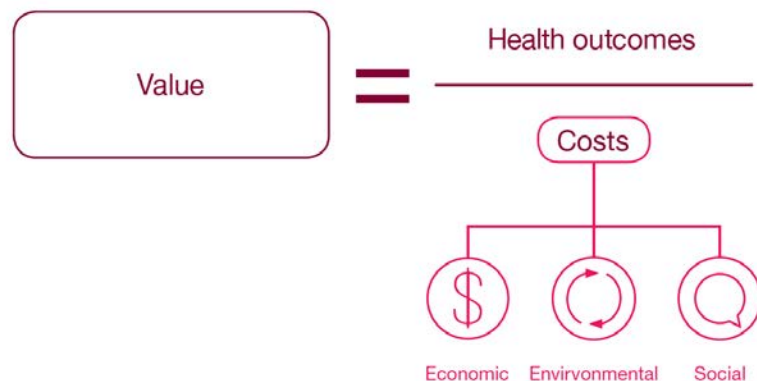 Value
=
Health outcomes
Costs
$
Economic
Envirvonmental
Social